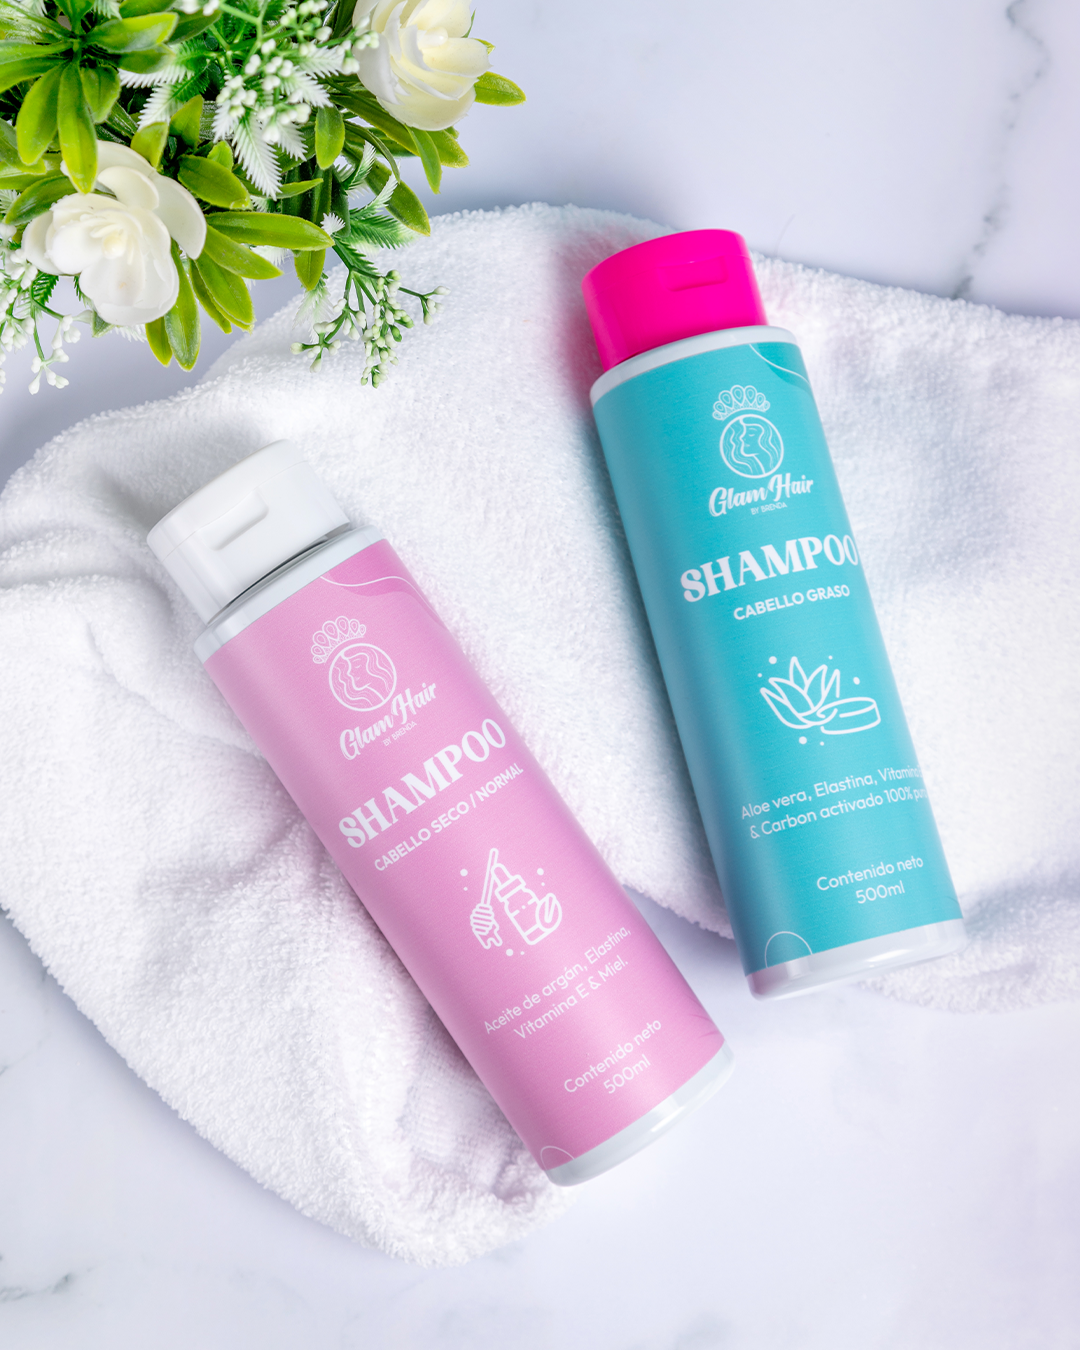 Glam Hair
BY BRENDA
SHAMPOO
CABELLO SECO / NORMAL
Aceite de argán, Elastina,
Vitamina E & Miel.
Contenido neto
500ml
Glam Hair
BY BRENDA
SHAMPOO
CABELLO GRASO
Aloe vera, Elastina,
& Carbon activado 100%
Contenido neto
500ml